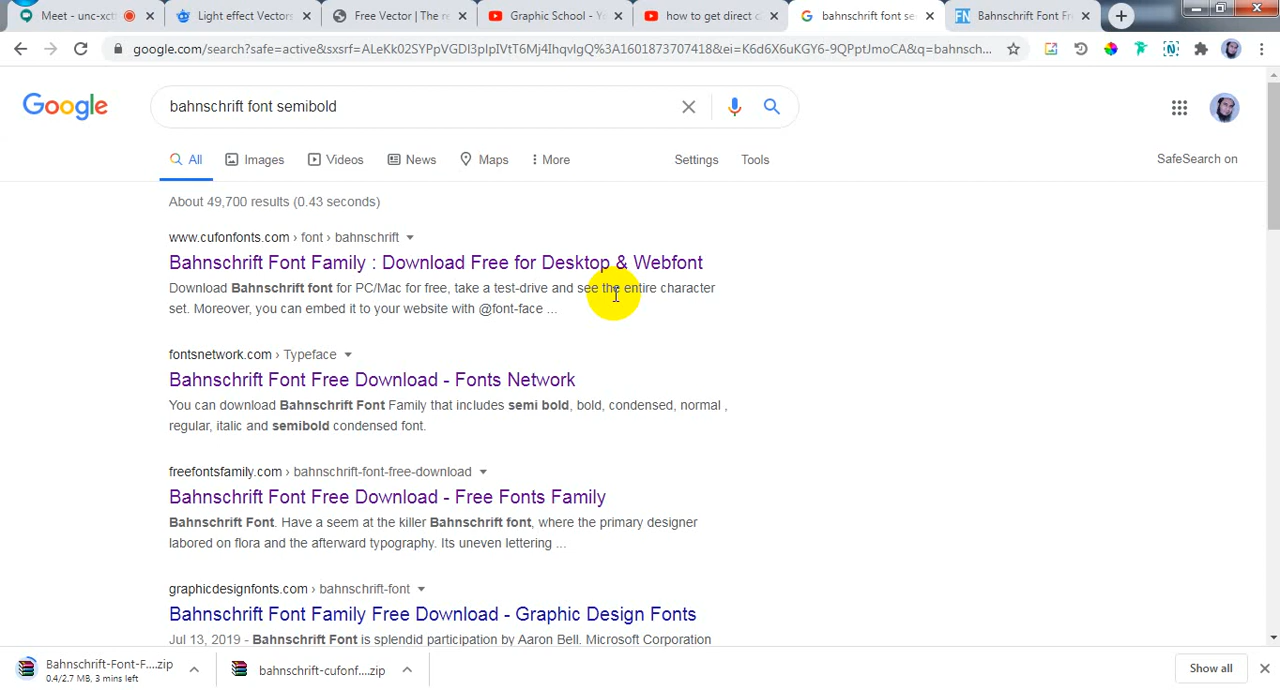 Meet - unc-xct
Light effect Vectors
Free Vector | The r
Graphic School - Y
how to get direct
bahnschrift font se
Bahnschrift Font Fr
google.com/search?safe=active&sxsrf=ALeKk02SYPpVGDl3pIpIVtT6Mj4IhqvIgQ%3A1601873707418&ei=K6d6X6uKGY6-9QPptJmoCA&q=bahnsch...
Google
bahnschrift font semibold
All
Images
Videos
News
Maps
More
Settings
Tools
SafeSearch on
About 49,700 results (0.43 seconds)
www.cufonfonts.com › font › bahnschrift
Bahnschrift Font Family : Download Free for Desktop & Webfont
Download Bahnschrift font for PC/Mac for free, take a test-drive and see the entire character
set. Moreover, you can embed it to your website with @font-face ...
fontsnetwork.com › Typeface
Bahnschrift Font Free Download - Fonts Network
You can download Bahnschrift Font Family that includes semi bold, bold, condensed, normal ,
regular, italic and semibold condensed font.
freefontsfamily.com › bahnschrift-font-free-download
Bahnschrift Font Free Download - Free Fonts Family
Bahnschrift Font. Have a seem at the killer Bahnschrift font, where the primary designer
labored on flora and the afterward typography. Its uneven lettering ...
graphicdesignfonts.com › bahnschrift-font
Bahnschrift Font Family Free Download - Graphic Design Fonts
Jul 13, 2019 - Bahnschrift Font is splendid participation by Aaron Bell. Microsoft Corporation
Bahnschrift-Font-F....zip
0.4/2.7 MB, 3 mins left
bahnschrift-cufonf....zip
Show all